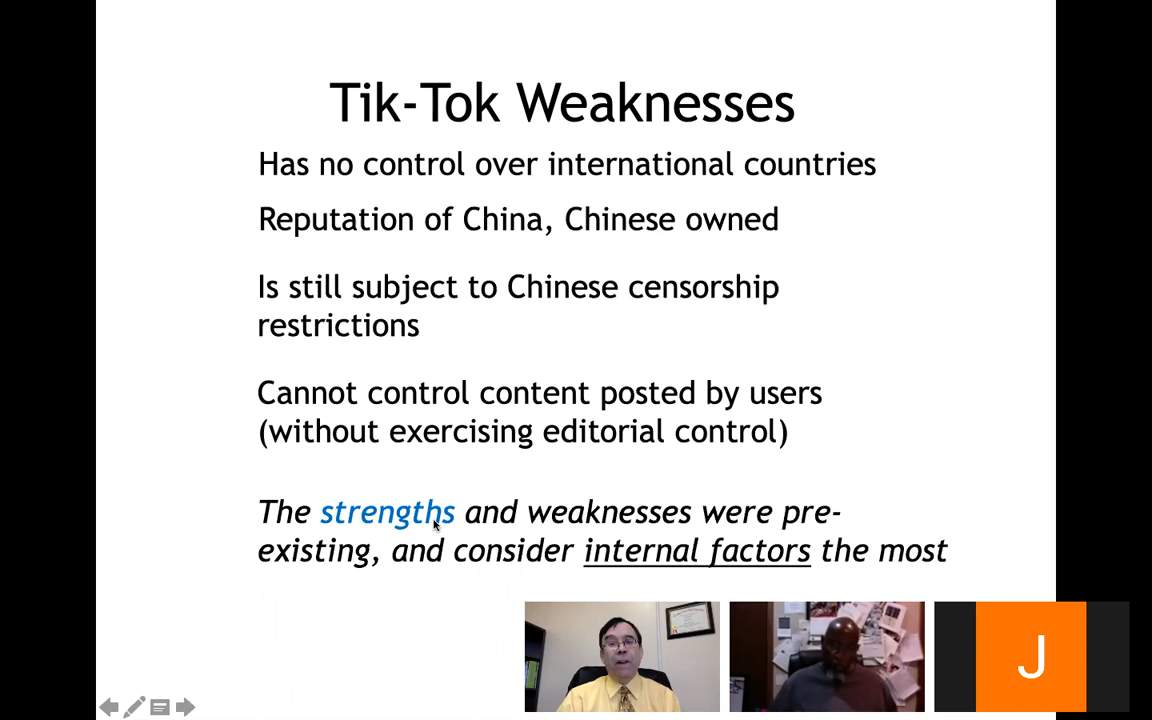 Tik-Tok Weaknesses
Has no control over international countries
Reputation of China, Chinese owned
Is still subject to Chinese censorship
restrictions
Cannot control content posted by users
(without exercising editorial control)
The strengths and weaknesses were pre-
existing, and consider internal factors the most
J